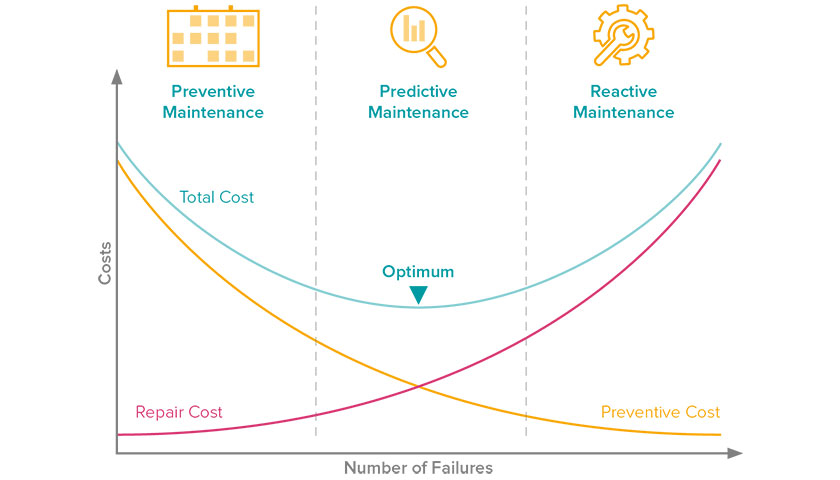 Preventive
Maintenance
Predictive
Maintenance
Reactive
Maintenance
Total Cost
Optimum
Costs
Repair Cost
Preventive Cost
Number of Failures